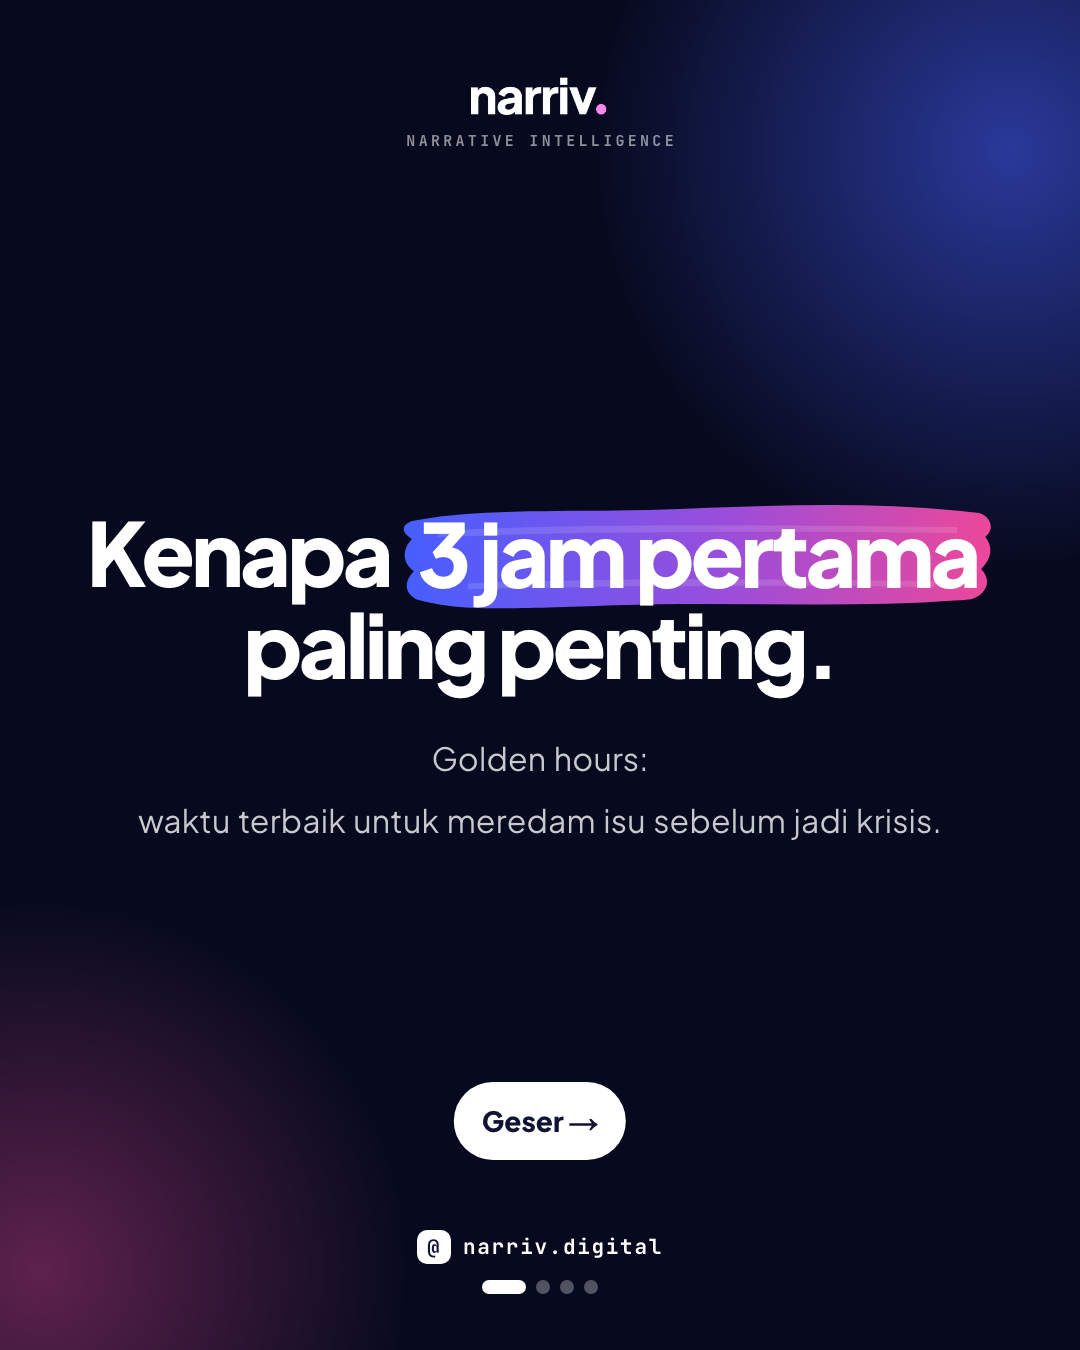 narriv.
NARRATIVE INTELLIGENCE
Kenapa 3 jam pertama
paling penting.
Golden hours:
waktu terbaik untuk meredam isu sebelum jadi krisis.
Geser →
@ narriv.digital